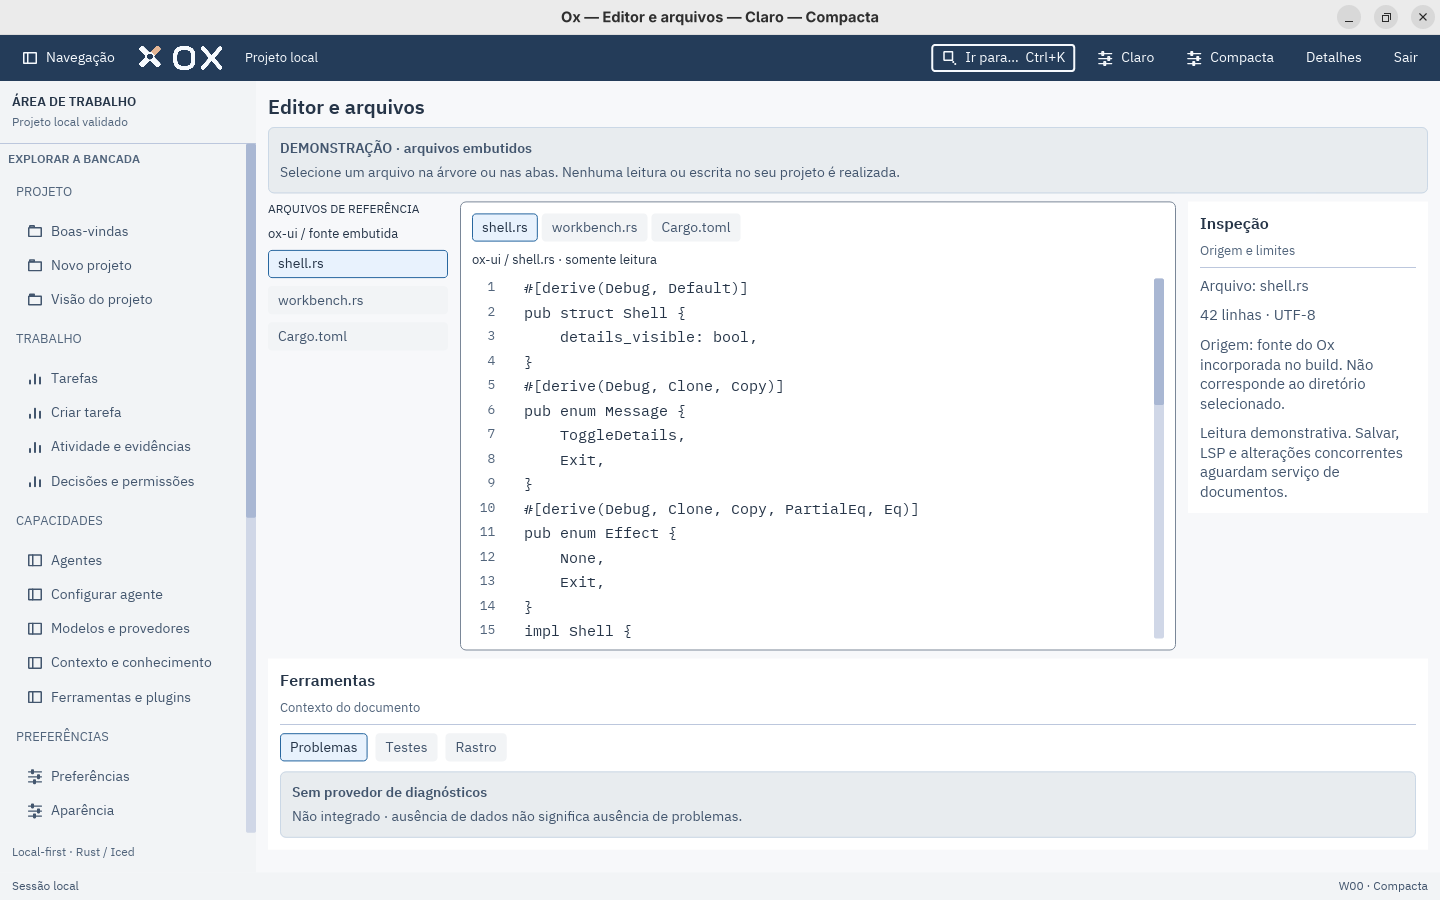 Ox — Editor e arquivos — Claro — Compacta
Navegação
OX
Projeto local
Ir para... Ctrl+K
Claro
Compacta
Detalhes
Sair
ÁREA DE TRABALHO
Projeto local validado
EXPLORAR A BANCADA
PROJETO
Boas-vindas
Novo projeto
Visão do projeto
TRABALHO
Tarefas
Criar tarefa
Atividade e evidências
Decisões e permissões
CAPACIDADES
Agentes
Configurar agente
Modelos e provedores
Contexto e conhecimento
Ferramentas e plugins
PREFERÊNCIAS
Preferências
Aparência
Local-first · Rust / Iced
Editor e arquivos
DEMONSTRAÇÃO · arquivos embutidos
Selecione um arquivo na árvore ou nas abas. Nenhuma leitura ou escrita no seu projeto é realizada.
ARQUIVOS DE REFERÊNCIA
ox-ui / fonte embutida
shell.rs
workbench.rs
Cargo.toml
shell.rs
workbench.rs
Cargo.toml
ox-ui / shell.rs · somente leitura
1 #[derive(Debug, Default)]
2 pub struct Shell {
3     details_visible: bool,
4 }
5 #[derive(Debug, Clone, Copy)]
6 pub enum Message {
7     ToggleDetails,
8     Exit,
9 }
10 #[derive(Debug, Clone, Copy, PartialEq, Eq)]
11 pub enum Effect {
12     None,
13     Exit,
14 }
15 impl Shell {
Inspeção
Origem e limites
Arquivo: shell.rs
42 linhas · UTF-8
Origem: fonte do Ox
incorporada no build. Não
corresponde ao diretório
selecionado.
Leitura demonstrativa. Salvar,
LSP e alterações concorrentes
aguardam serviço de
documentos.
Ferramentas
Contexto do documento
Problemas
Testes
Rastro
Sem provedor de diagnósticos
Não integrado · ausência de dados não significa ausência de problemas.
Sessão local
W00 · Compacta